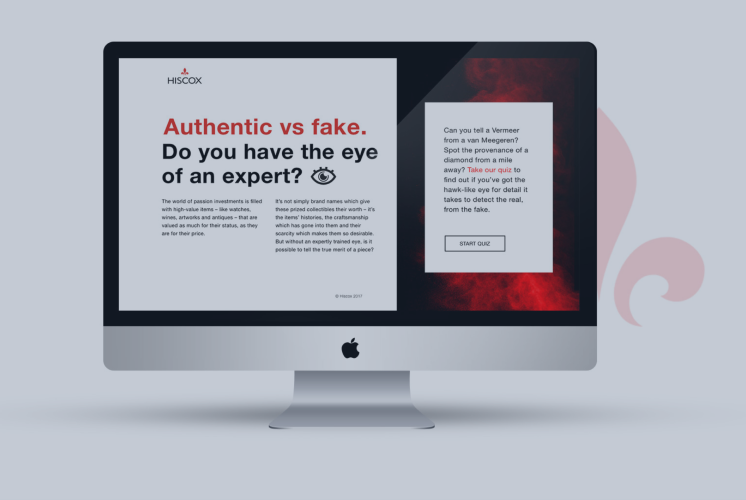 HISCOX
Authentic vs fake.
Do you have the eye
of an expert?
The world of passion investments is filled
with high-value items – like watches,
wines, artworks and antiques – that are
valued as much for their status, as they
are for their price.
It's not simply brand names which give
these prized collectibles their worth – it's
the items' histories, the craftsmanship
which has gone into them and their
scarcity which makes them so desirable.
But without an expertly trained eye, is it
possible to tell the true merit of a piece?
© Hiscox 2017
Can you tell a Vermeer
from a van Meegeren?
Spot the provenance of a
diamond from a mile
away? Take our quiz to
find out if you've got the
hawk-like eye for detail it
takes to detect the real,
from the fake.
START QUIZ